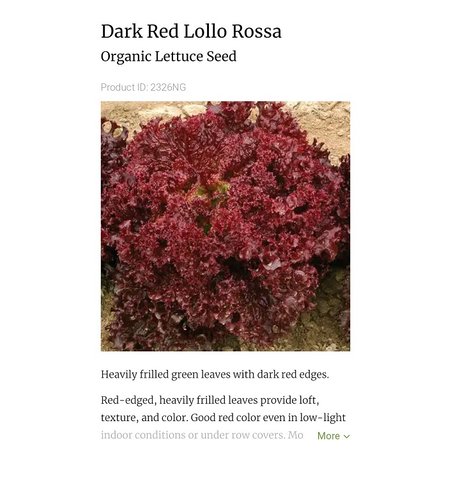 Dark Red Lollo Rossa
Organic Lettuce Seed
Product ID: 2326NG
Heavily frilled green leaves with dark red edges.
Red-edged, heavily frilled leaves provide loft,
texture, and color. Good red color even in low-light
indoor conditions or under row covers. Mo More